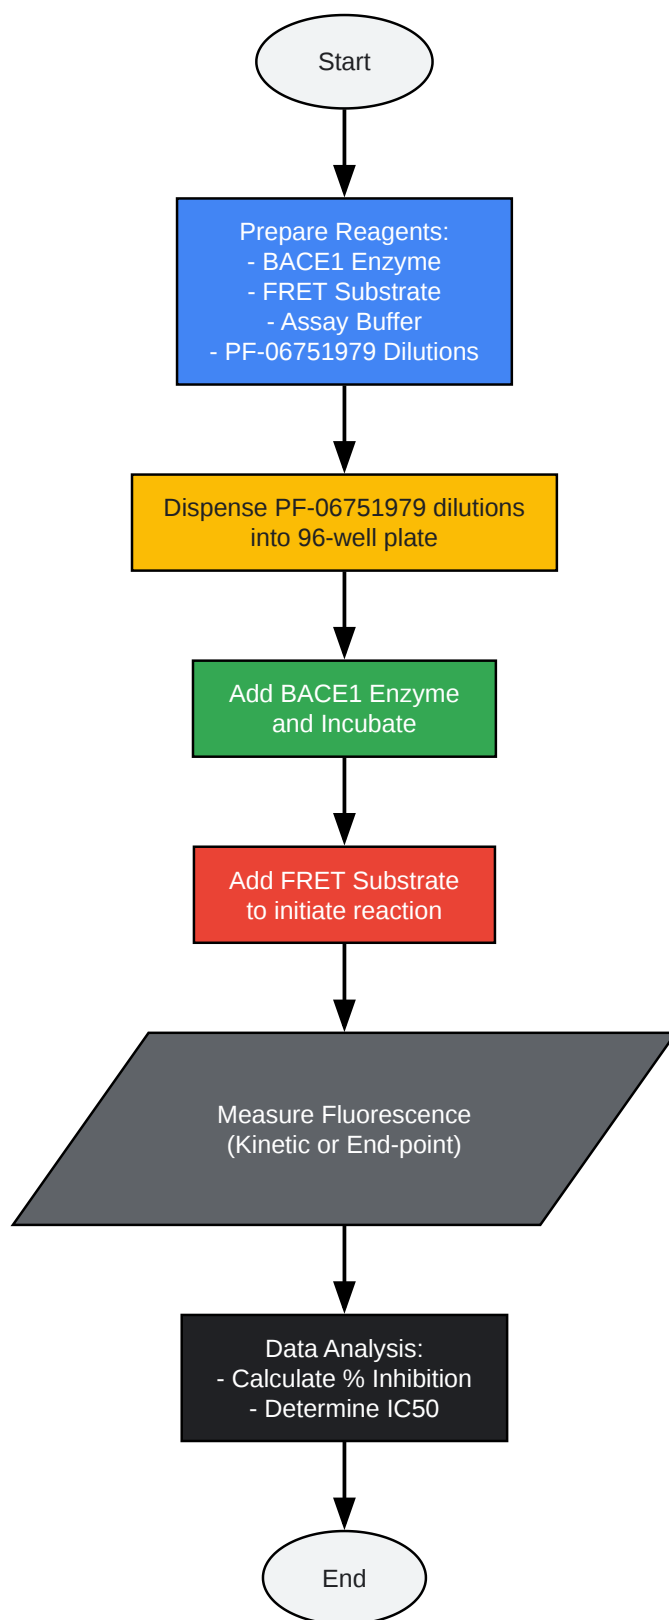 Start
Prepare Reagents:
- BACE1 Enzyme
- FRET Substrate
- Assay Buffer
- PF-06751979 Dilutions
Dispense PF-06751979 dilutions
into 96-well plate
Add BACE1 Enzyme
and Incubate
Add FRET Substrate
to initiate reaction
Measure Fluorescence
(Kinetic or End-point)
Data Analysis:
- Calculate % Inhibition
- Determine IC50
End